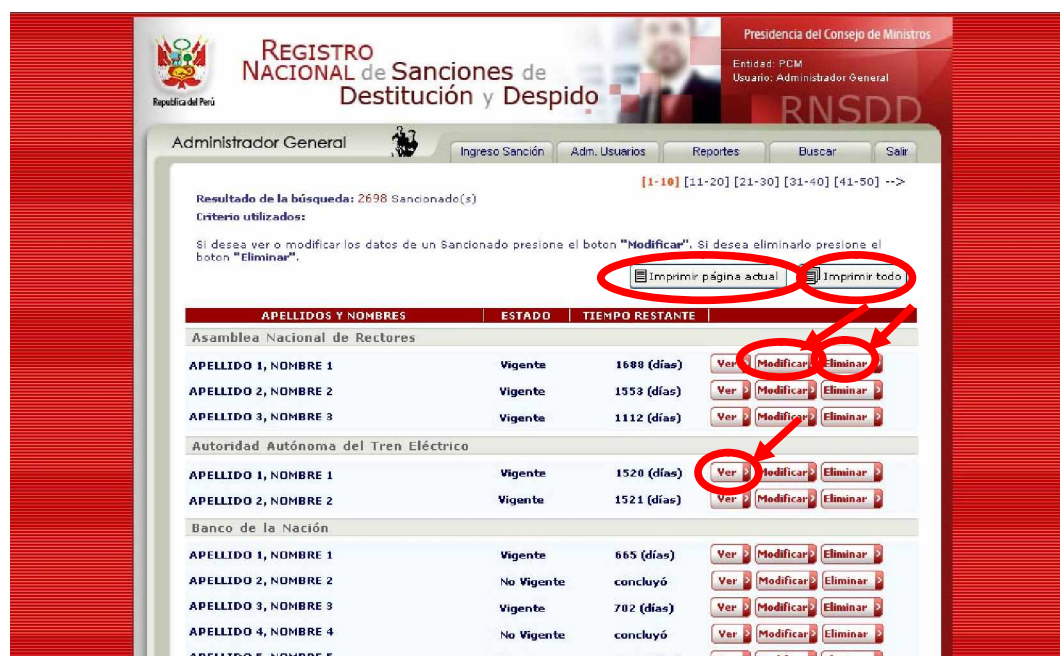 Presidencia del Consejo de Ministros
REGISTRO
NACIONAL de Sanciones de
Destitución y Despido
Republica del Perú
Entidad: PCM
Usuario: Administrador General
RNSDD
Administrador General
Ingreso Sanción Adm. Usuarios Reportes Buscar Salir
[1-10] [11-20] [21-30] [31-40] [41-50] -->
Resultado de la búsqueda: 2698 Sancionado(s)
Criterio utilizados:
Si desea ver o modificar los datos de un Sancionado presione el boton "Modificar". Si desea eliminarlo presione el
boton "Eliminar".
Imprimir página actual Imprimir todo
APELLIDOS Y NOMBRES ESTADO TIEMPO RESTANTE
Asamblea Nacional de Rectores
APELLIDO 1, NOMBRE 1 Vigente 1688 (días) Ver Modificar Eliminar
APELLIDO 2, NOMBRE 2 Vigente 1553 (días) Ver Modificar Eliminar
APELLIDO 3, NOMBRE 3 Vigente 1112 (días) Ver Modificar Eliminar
Autoridad Autónoma del Tren Eléctrico
APELLIDO 1, NOMBRE 1 Vigente 1520 (días) Ver Modificar Eliminar
APELLIDO 2, NOMBRE 2 Vigente 1521 (días) Ver Modificar Eliminar
Banco de la Nación
APELLIDO 1, NOMBRE 1 Vigente 665 (días) Ver Modificar Eliminar
APELLIDO 2, NOMBRE 2 No Vigente concluyó Ver Modificar Eliminar
APELLIDO 3, NOMBRE 3 Vigente 702 (días) Ver Modificar Eliminar
APELLIDO 4, NOMBRE 4 No Vigente concluyó Ver Modificar Eliminar
APELLIDO 5, NOMBRE 5